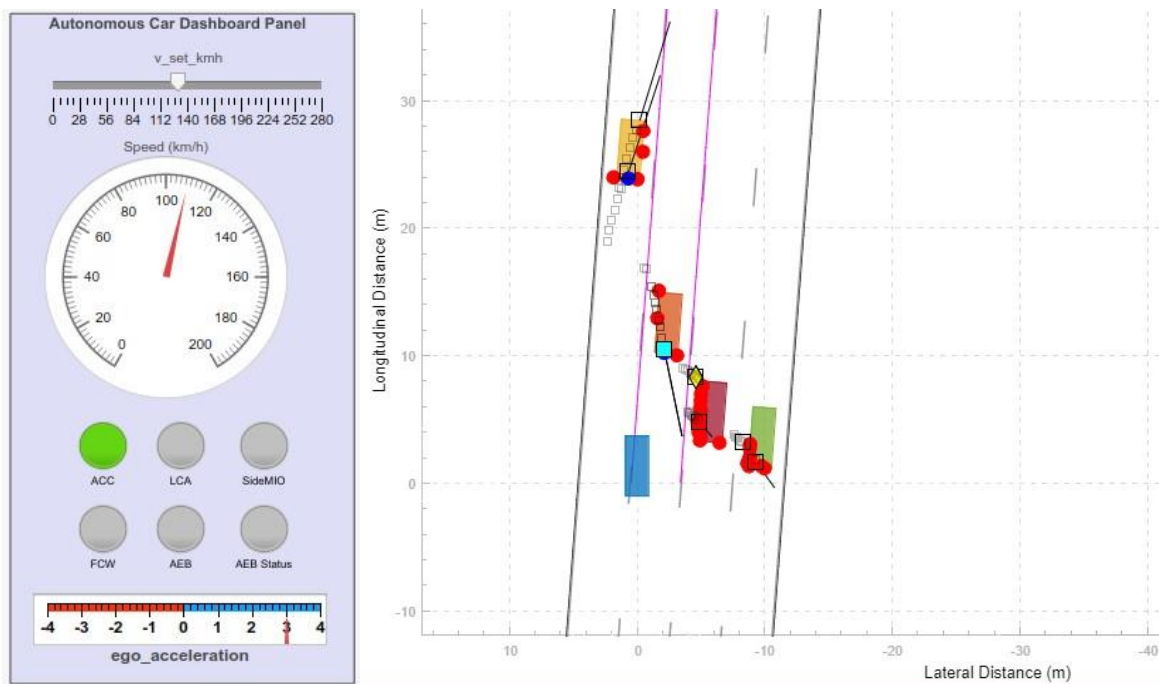 Autonomous Car Dashboard Panel
v_set_kmh
0 28 56 84 112 140 168 196 224 252 280
Speed (km/h)
0 20 40 60 80 100 120 140 160 180 200
ACC LCA SideMIO
FCW AEB AEB Status
-4 -3 -2 -1 0 1 2 3 4
ego_acceleration
Longitudinal Distance (m)
30
20
10
0
-10
10 0 -10 -20 -30 -40
Lateral Distance (m)